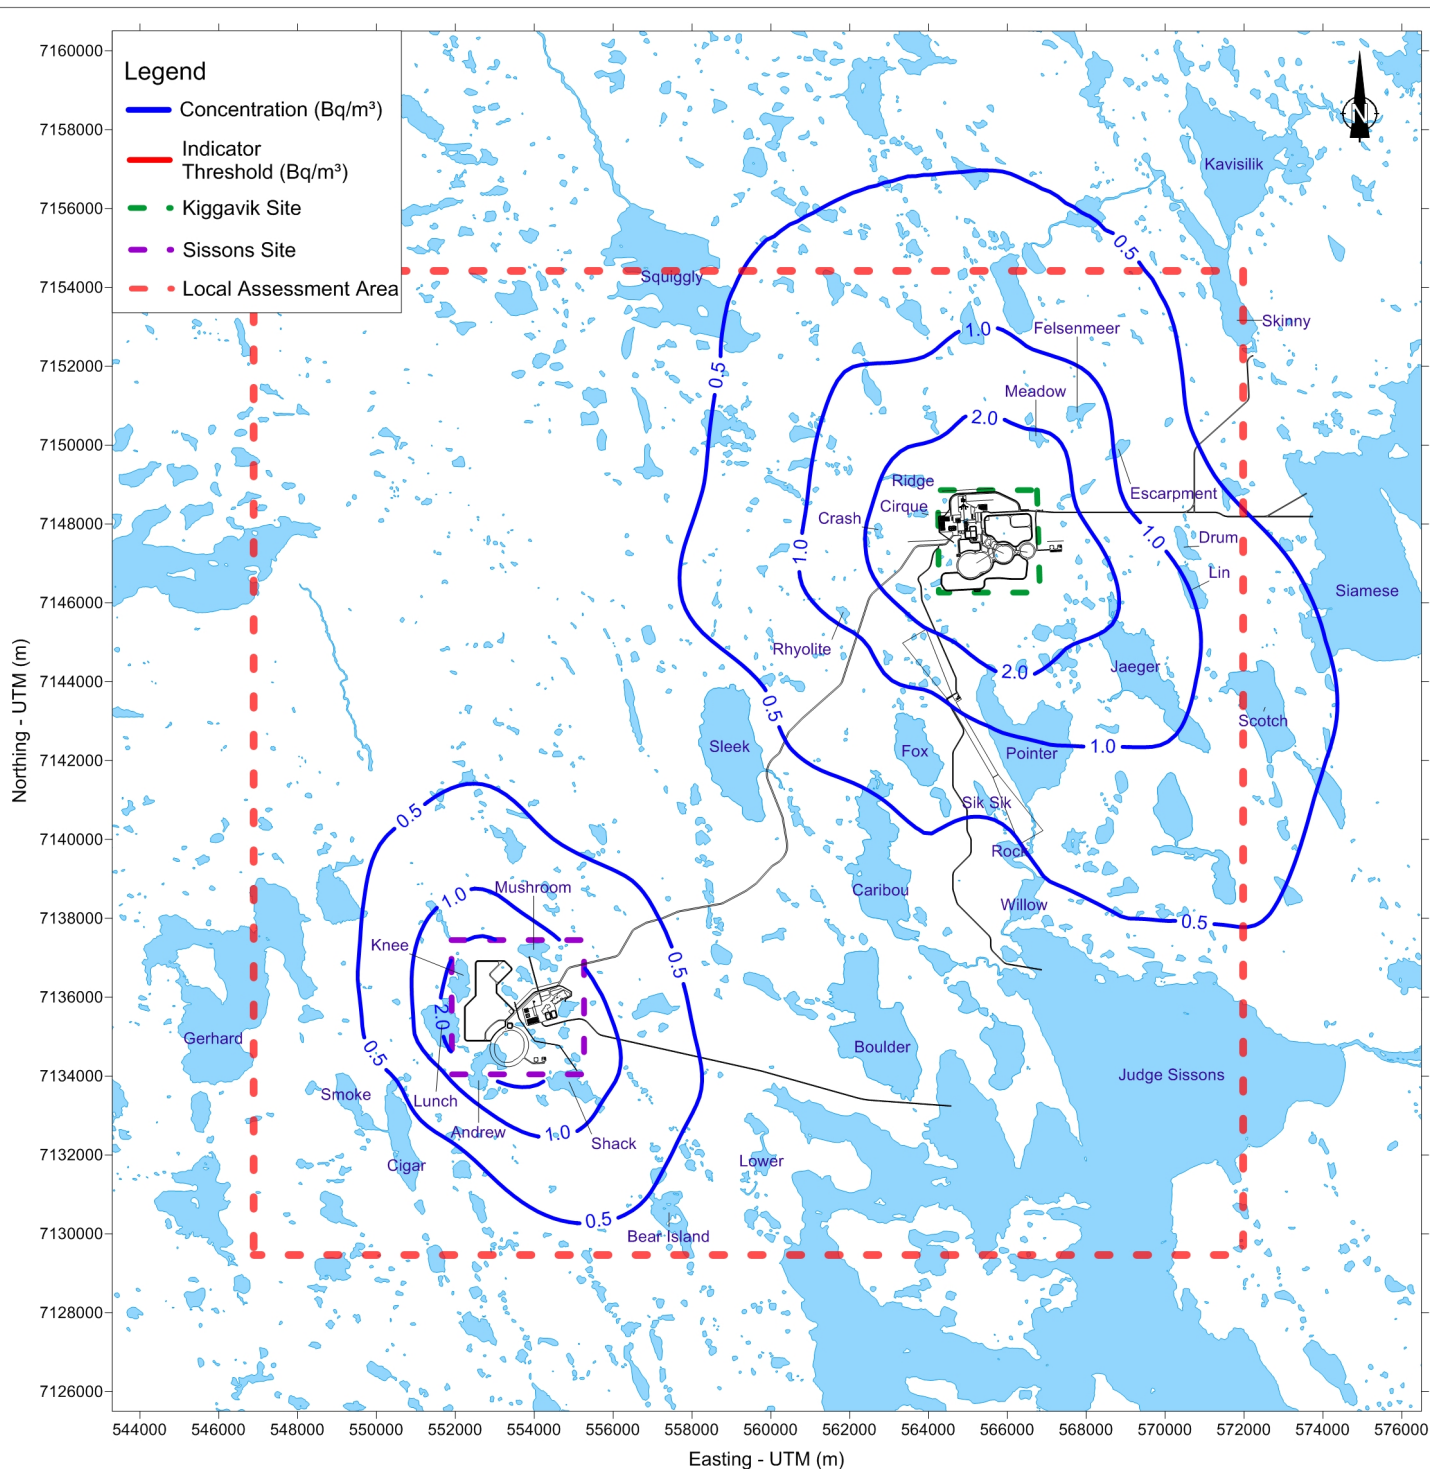 Legend
Concentration (Bq/m³)
Indicator
Threshold (Bq/m³)
Kiggavik Site
Sissons Site
Local Assessment Area
N
Kavisilik
0.5
Squiggly
Skinny
1.0
Felsenmeer
0.5
Meadow
2.0
Ridge
Escarpment
Cirque
Crash
1.0
1.0
Drum
Lin
Siamese
Rhyolite
Jaeger
2.0
0.5
Scotch
Sleek
Fox
Pointer
1.0
Sik Sik
0.5
Rock
Caribou
Mushroom
1.0
Willow
0.5
Knee
0.5
2.0
Gerhard
0.5
Boulder
Judge Sissons
Smoke
Lunch
Andrew
1.0
Shack
Cigar
Lower
0.5
Bear Island
7160000
7158000
7156000
7154000
7152000
7150000
7148000
7146000
7144000
7142000
7140000
7138000
7136000
7134000
7132000
7130000
7128000
7126000
Northing - UTM (m)
544000 546000 548000 550000 552000 554000 556000 558000 560000 562000 564000 566000 568000 570000 572000 574000 576000
Easting - UTM (m)